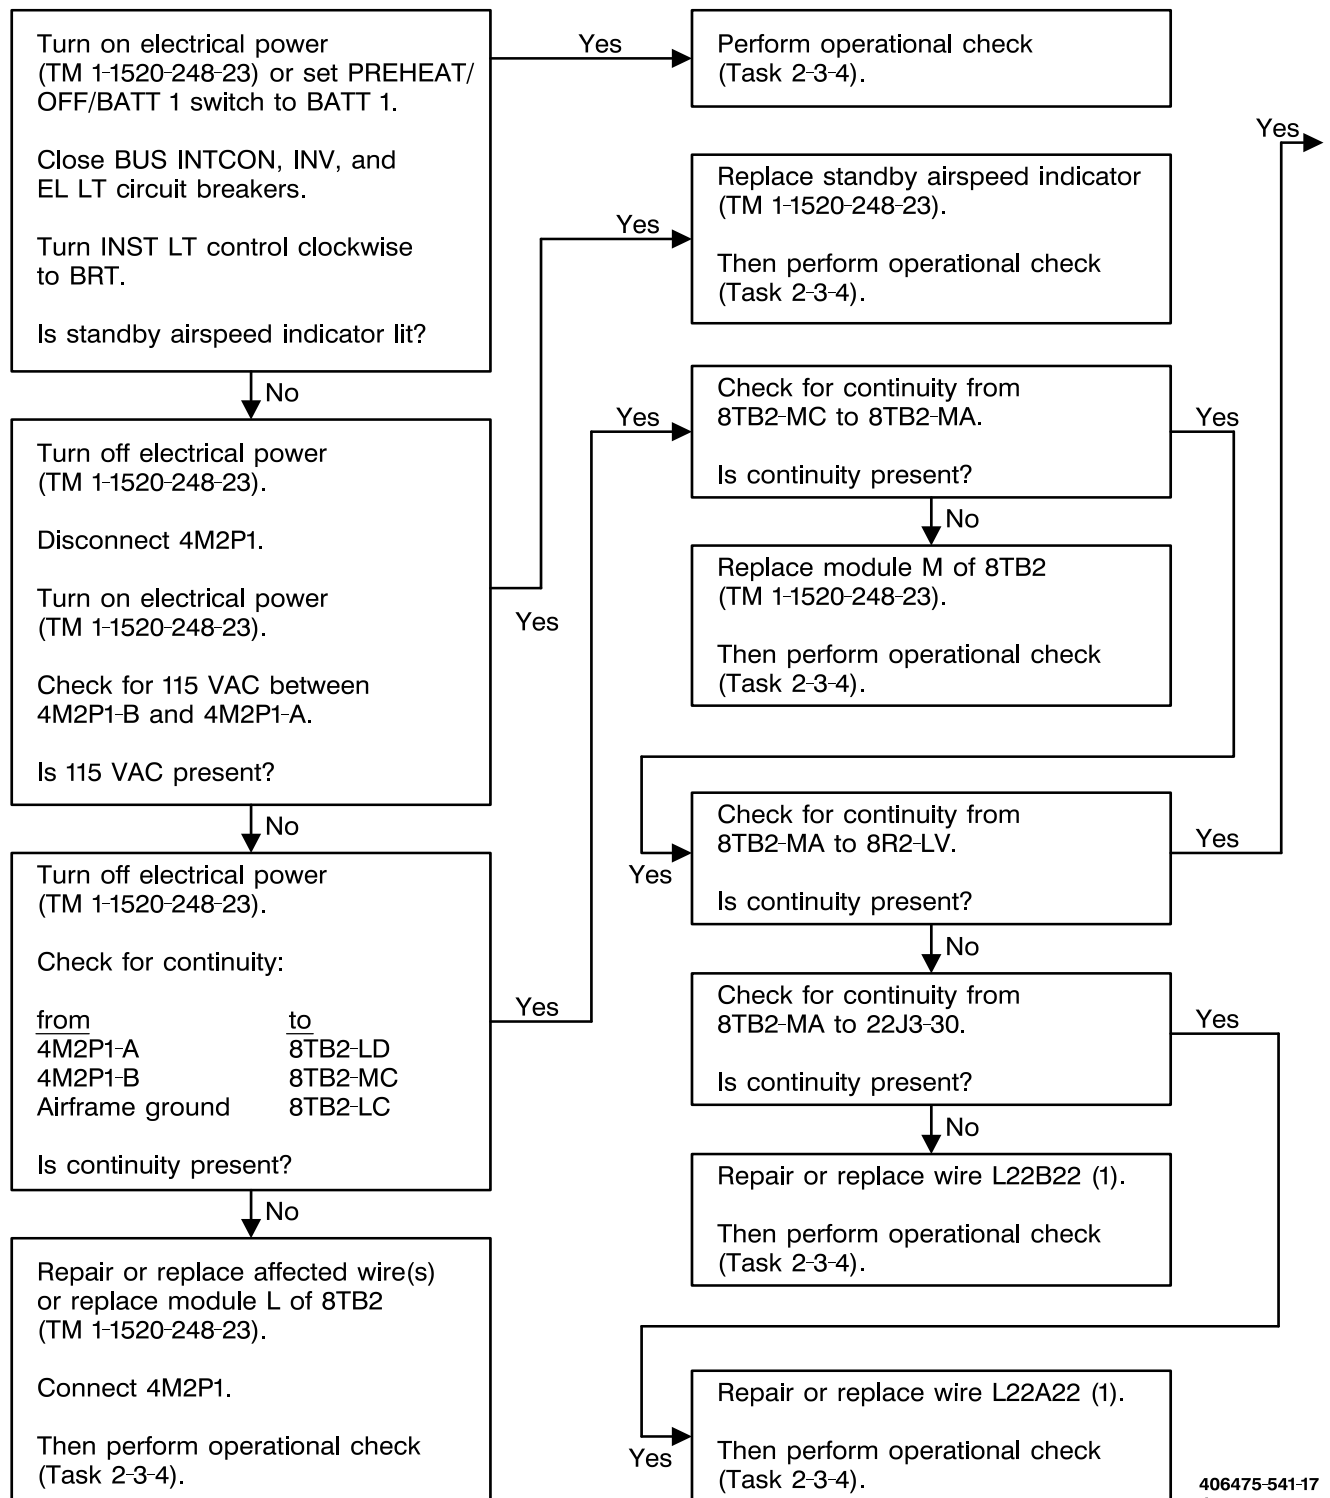 Turn on electrical power
(TM 1-1520-248-23) or set PREHEAT/
OFF/BATT 1 switch to BATT 1.
Close BUS INTCON, INV, and
EL LT circuit breakers.
Turn INST LT control clockwise
to BRT.
Is standby airspeed indicator lit?
Yes
Perform operational check
(Task 2-3-4).
No
Turn off electrical power
(TM 1-1520-248-23).
Disconnect 4M2P1.
Turn on electrical power
(TM 1-1520-248-23).
Check for 115 VAC between
4M2P1-B and 4M2P1-A.
Is 115 VAC present?
Yes
Yes
Replace standby airspeed indicator
(TM 1-1520-248-23).
Then perform operational check
(Task 2-3-4).
No
Turn off electrical power
(TM 1-1520-248-23).
Check for continuity:
from to
4M2P1-A 8TB2-LD
4M2P1-B 8TB2-MC
Airframe ground 8TB2-LC
Is continuity present?
Yes
No
Repair or replace affected wire(s)
or replace module L of 8TB2
(TM 1-1520-248-23).
Connect 4M2P1.
Then perform operational check
(Task 2-3-4).
Yes
Check for continuity from
8TB2-MC to 8TB2-MA.
Is continuity present?
Yes
No
Replace module M of 8TB2
(TM 1-1520-248-23).
Then perform operational check
(Task 2-3-4).
Yes
Check for continuity from
8TB2-MA to 8R2-LV.
Is continuity present?
Yes
Yes
No
Check for continuity from
8TB2-MA to 22J3-30.
Is continuity present?
Yes
No
Repair or replace wire L22B22 (1).
Then perform operational check
(Task 2-3-4).
Yes
Repair or replace wire L22A22 (1).
Then perform operational check
(Task 2-3-4).
406475-541-17